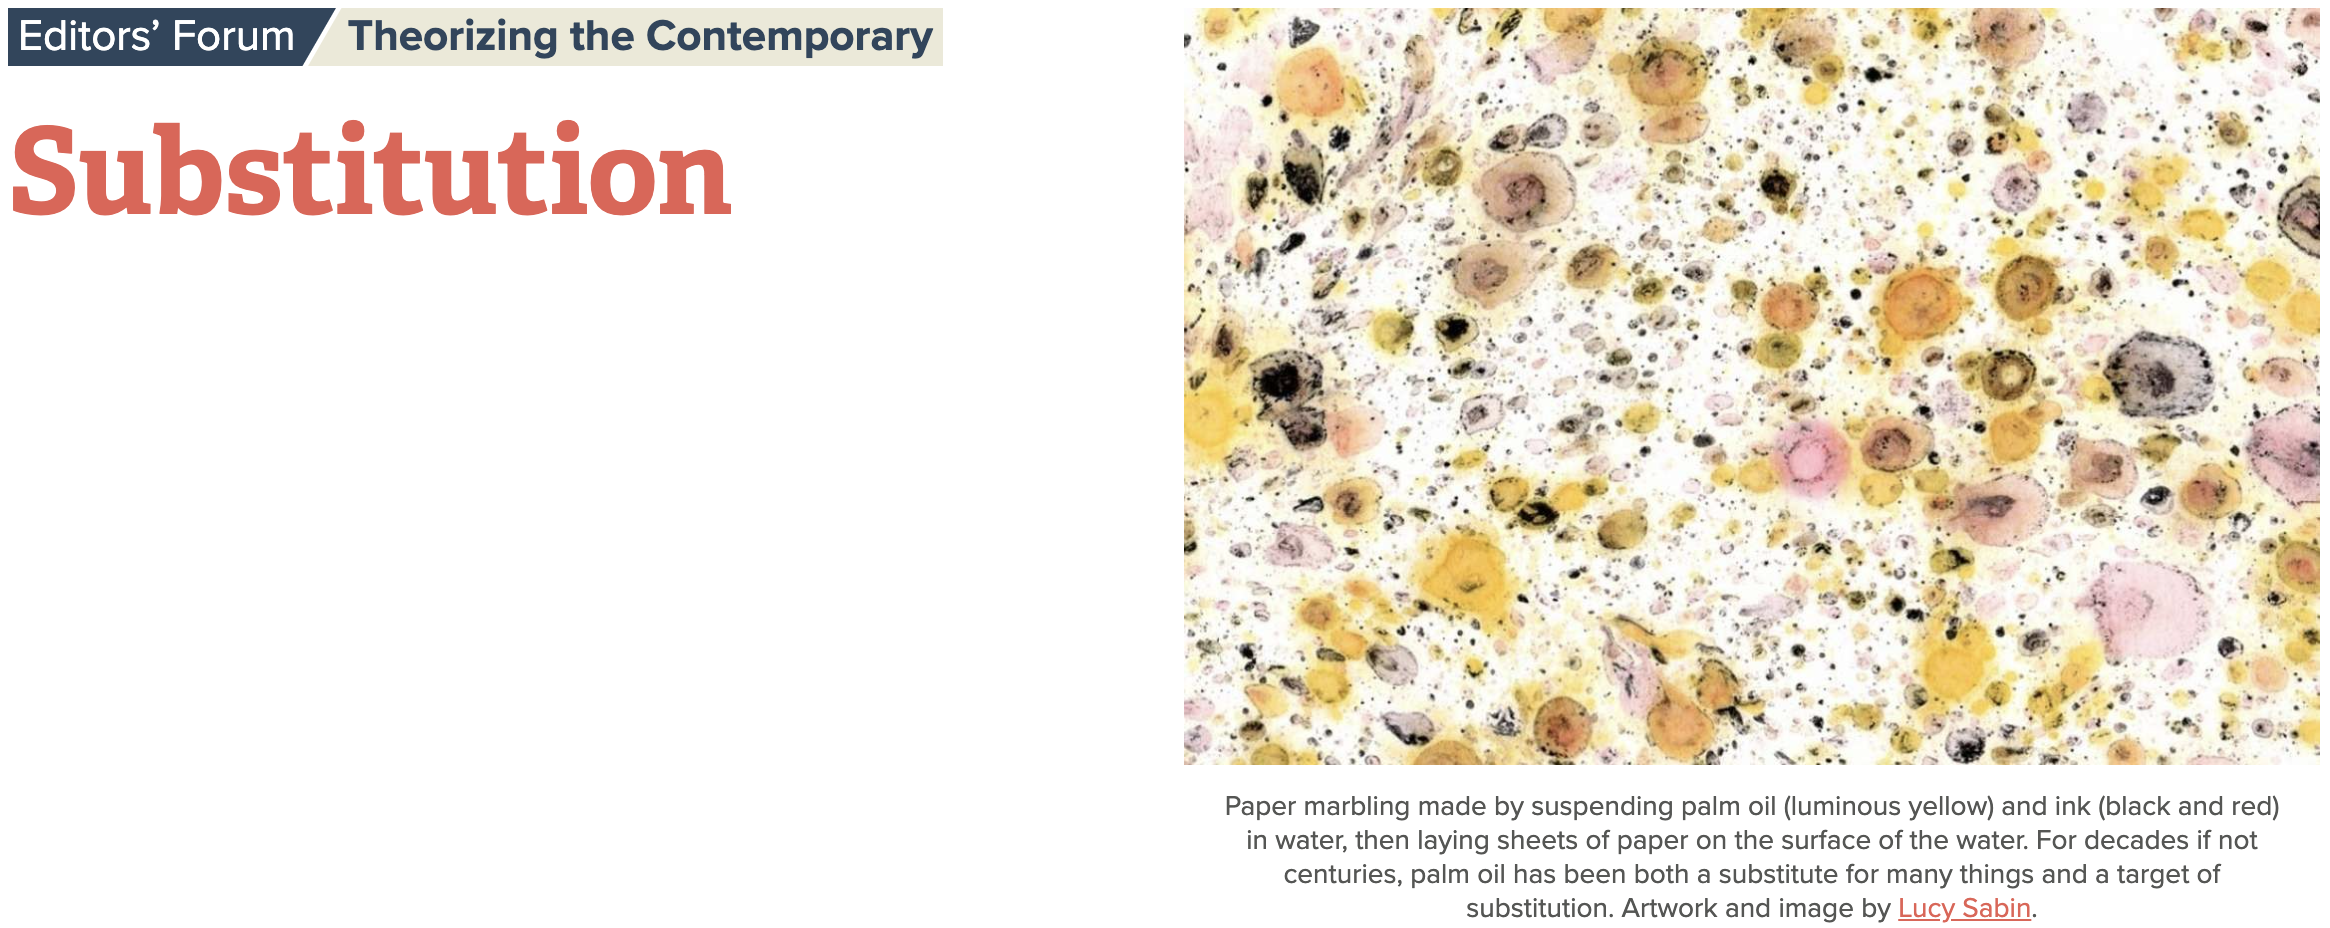 Editors’ Forum Theorizing the Contemporary
Substitution
Paper marbling made by suspending palm oil (luminous yellow) and ink (black and red)
in water, then laying sheets of paper on the surface of the water. For decades if not
centuries, palm oil has been both a substitute for many things and a target of
substitution. Artwork and image by Lucy Sabin.